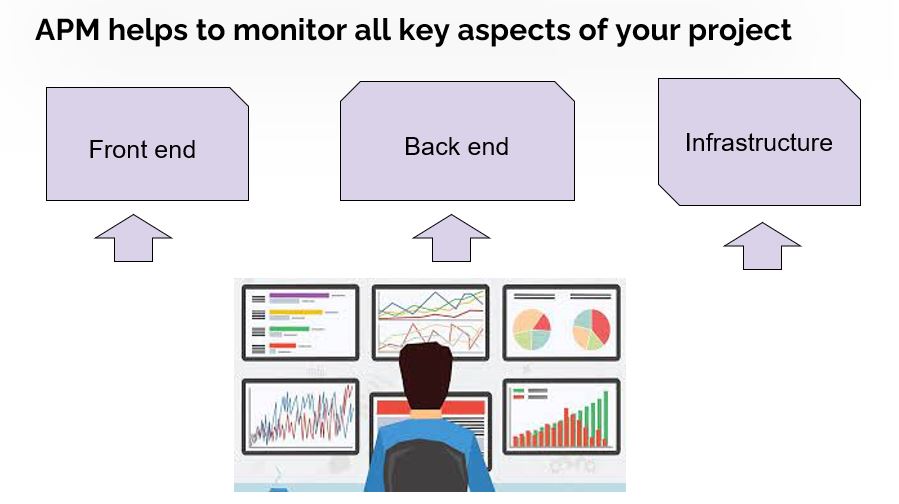 APM helps to monitor all key aspects of your project
Front end
Back end
Infrastructure